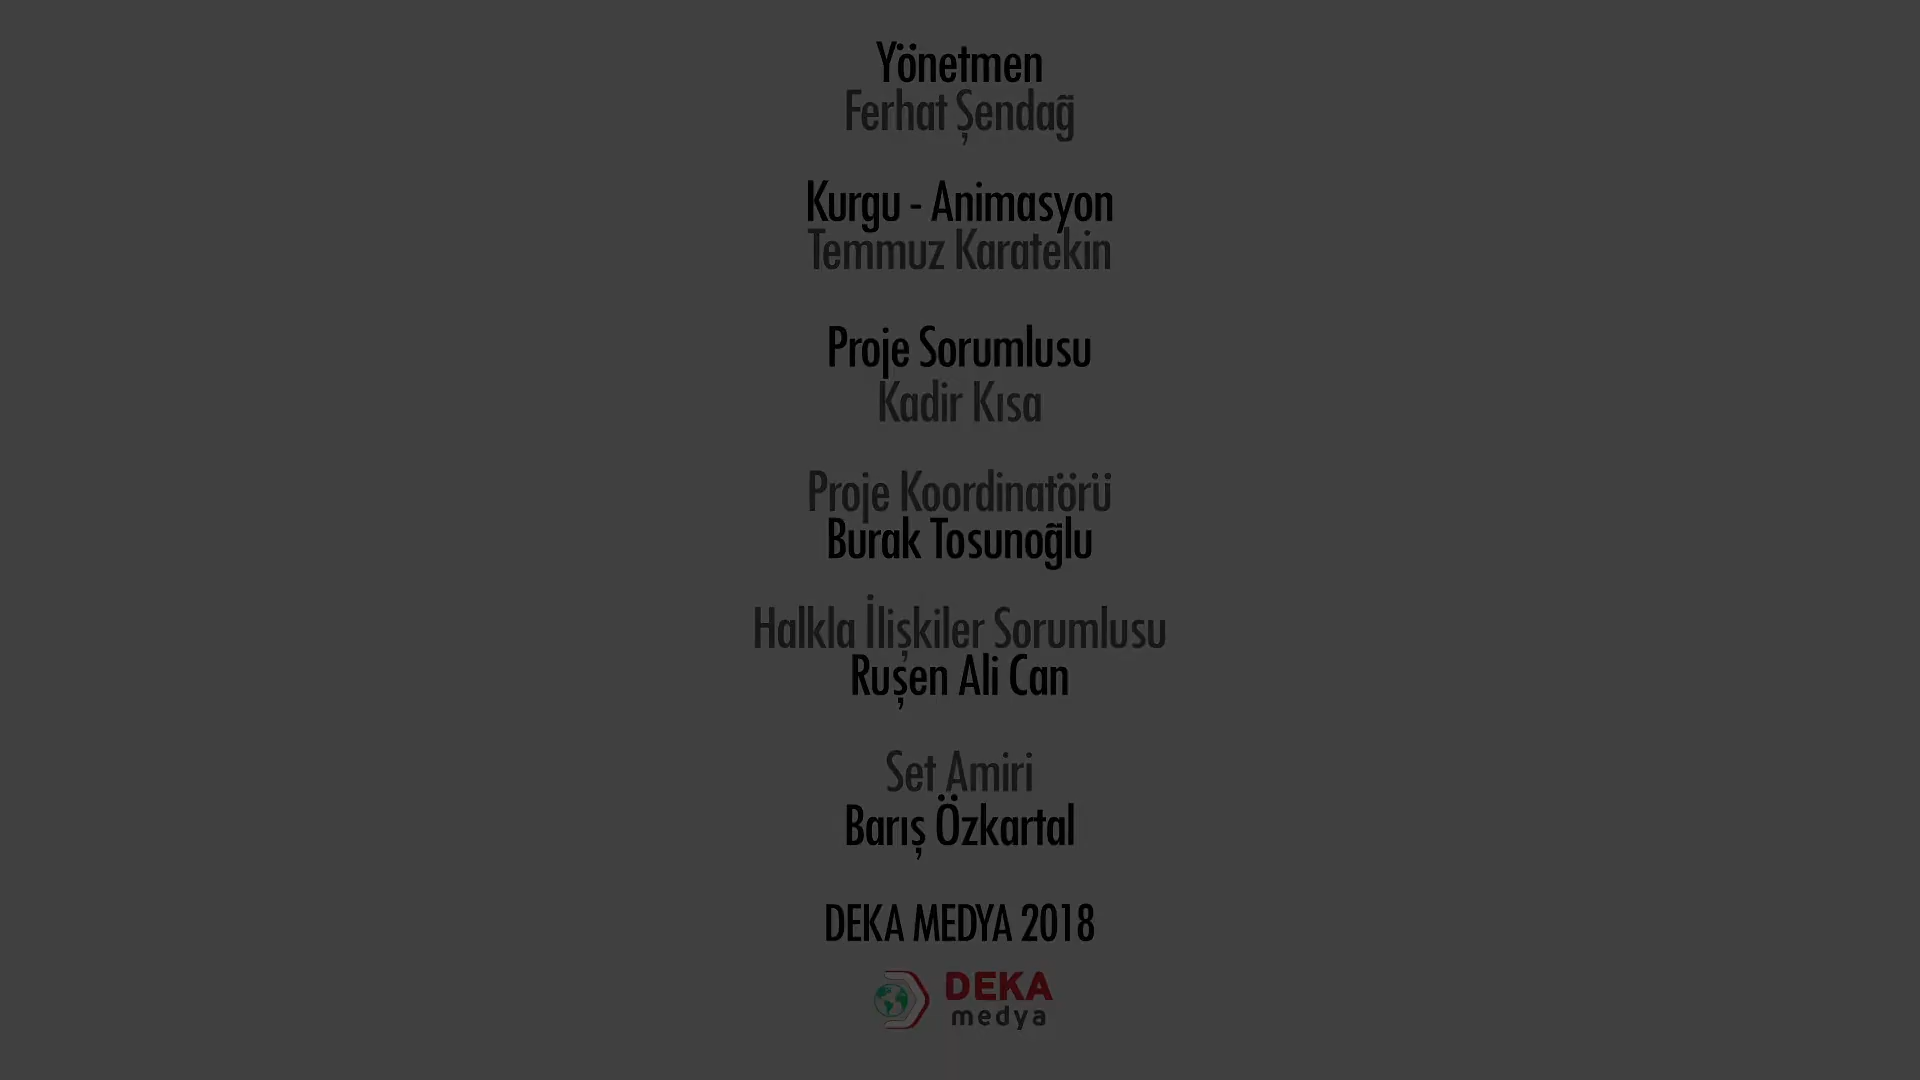 Yönetmen
Ferhat Şendağ
Kurgu - Animasyon
Temmuz Karatekin
Proje Sorumlusu
Kadir Kısa
Proje Koordinatörü
Burak Tosunoğlu
Halkla İlişkiler Sorumlusu
Ruşen Ali Can
Set Amiri
Barış Özkartal
DEKA MEDYA 2018
DEKA
medya